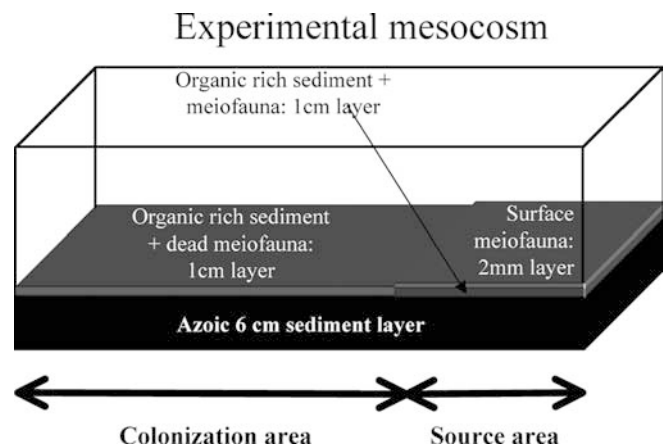 Experimental mesocosm
Organic rich sediment +
meiofauna: 1cm layer
Organic rich sediment
+ dead meiofauna:
1cm layer
Surface
meiofauna:
2mm layer
Azoic 6 cm sediment layer
Colonization area
Source area